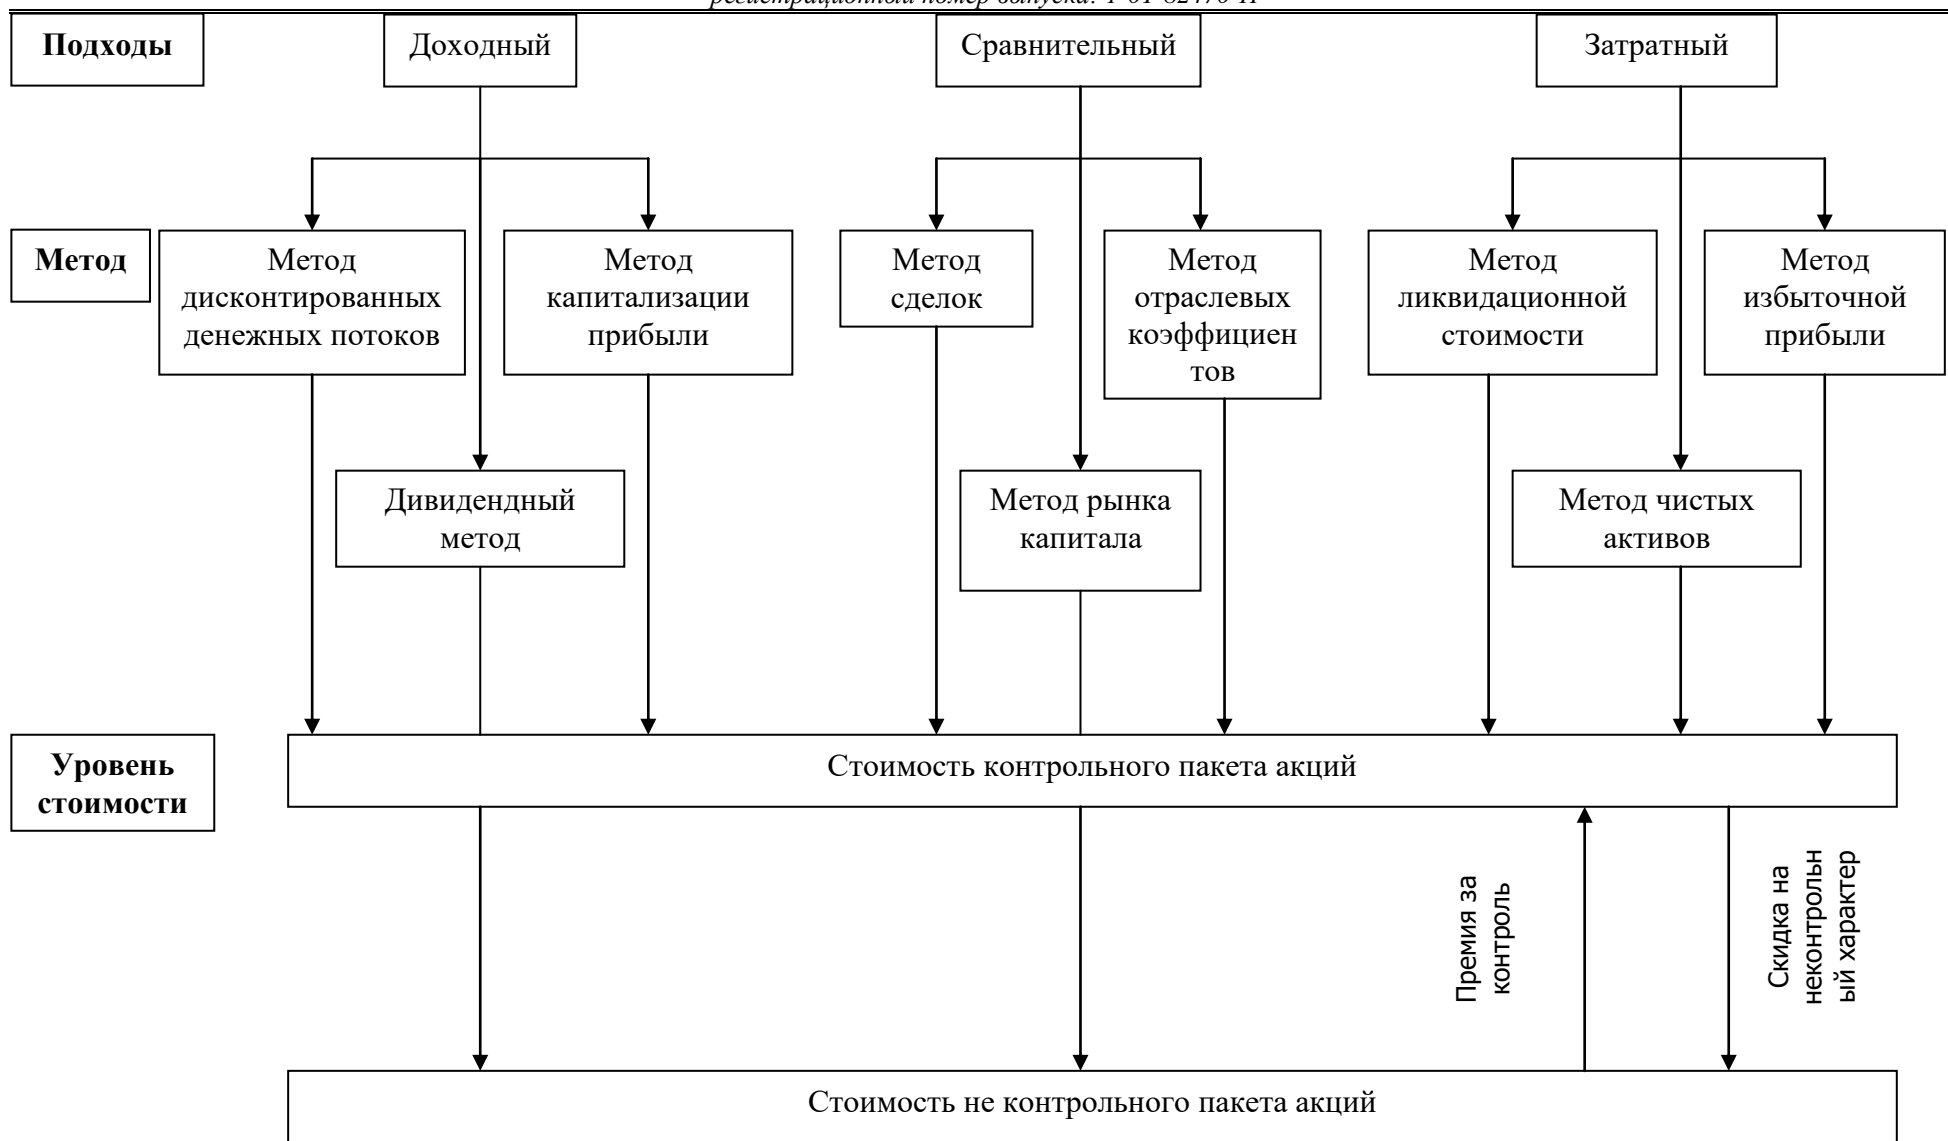 Подходы
Доходный
Сравнительный
Затратный
Метод
Метод
дисконтированных
денежных потоков
Метод
капитализации
прибыли
Метод
сделок
Метод
отраслевых
коэффициен
тов
Метод
ликвидационной
стоимости
Метод
избыточной
прибыли
Дивидендный
метод
Метод рынка
капитала
Метод чистых
активов
Уровень
стоимости
Стоимость контрольного пакета акций
Премия за
контроль
Скидка на
неконтрольн
ый характер
Стоимость не контрольного пакета акций